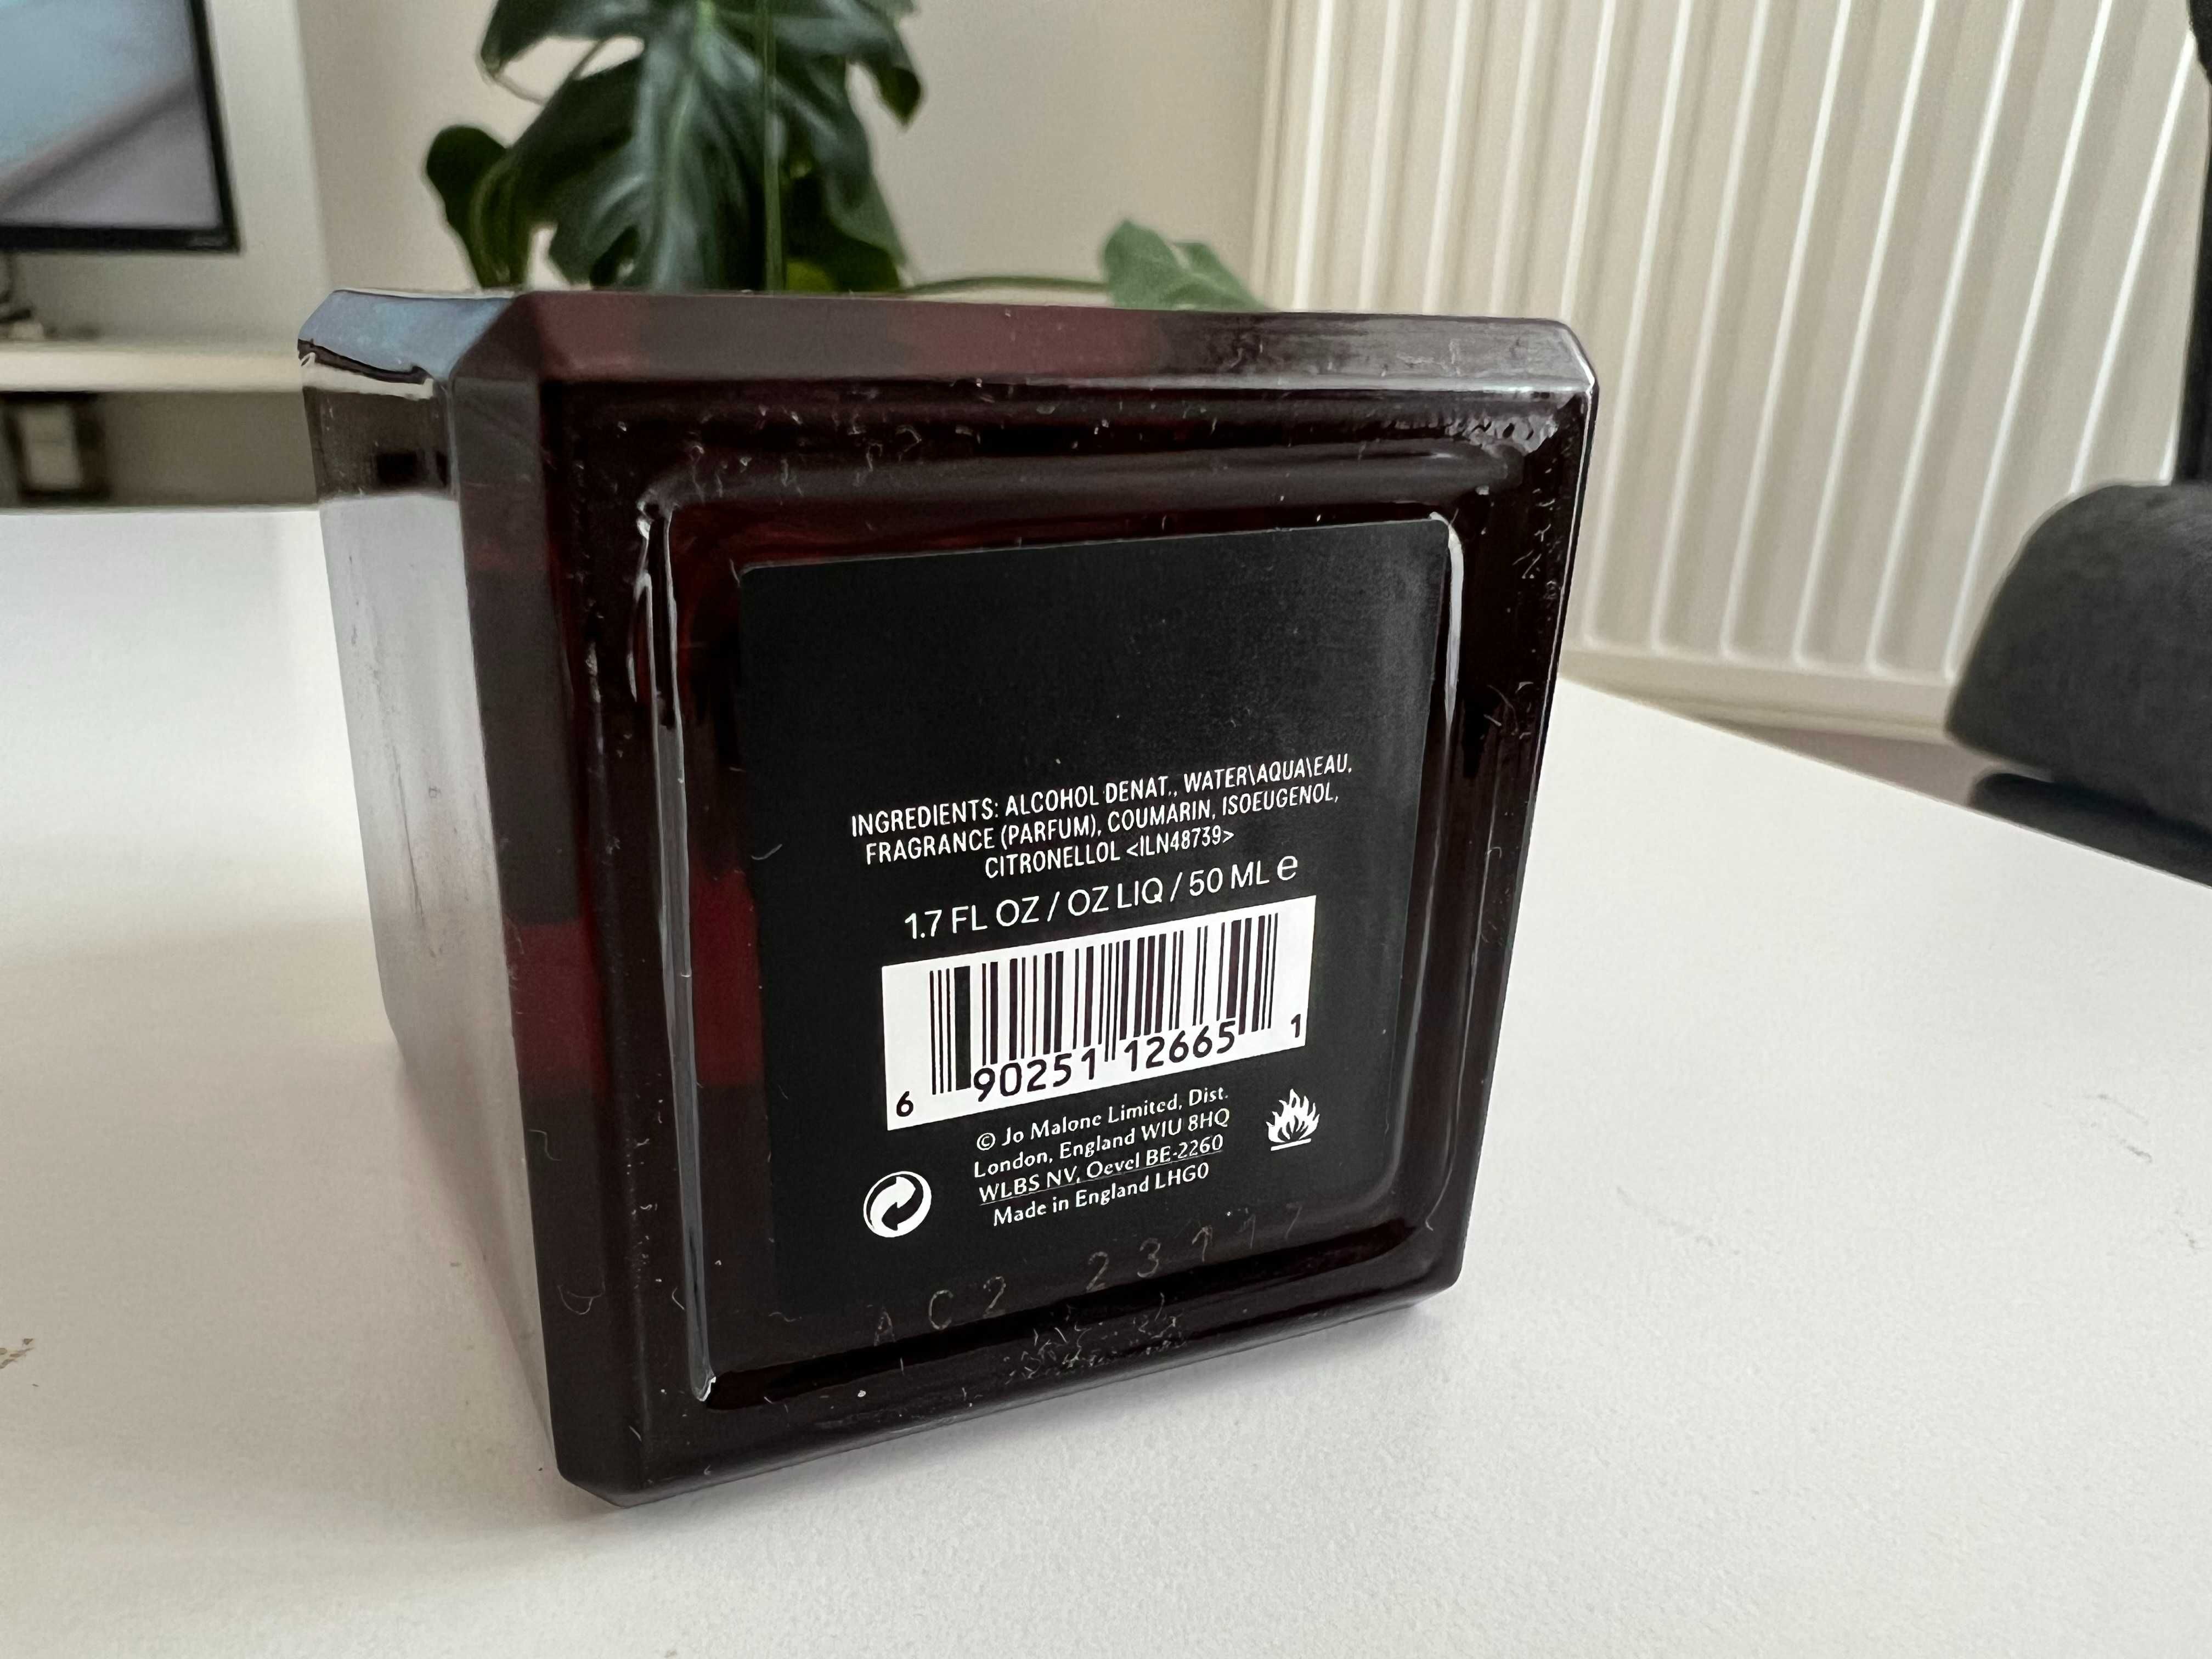 INGREDIENTS: ALCOHOL DENAT., WATER\AQUA\EAU,
FRAGRANCE (PARFUM), COUMARIN, ISOEUGENOL,
CITRONELLOL <ILN48739>
1.7 FL OZ / OZ LIQ / 50 ML ℮
6 90251 12665 1
© Jo Malone Limited, Dist.
London, England W1U 8HQ
WLBS NV, Oevel BE-2260
Made in England LHG0
AC2 23117